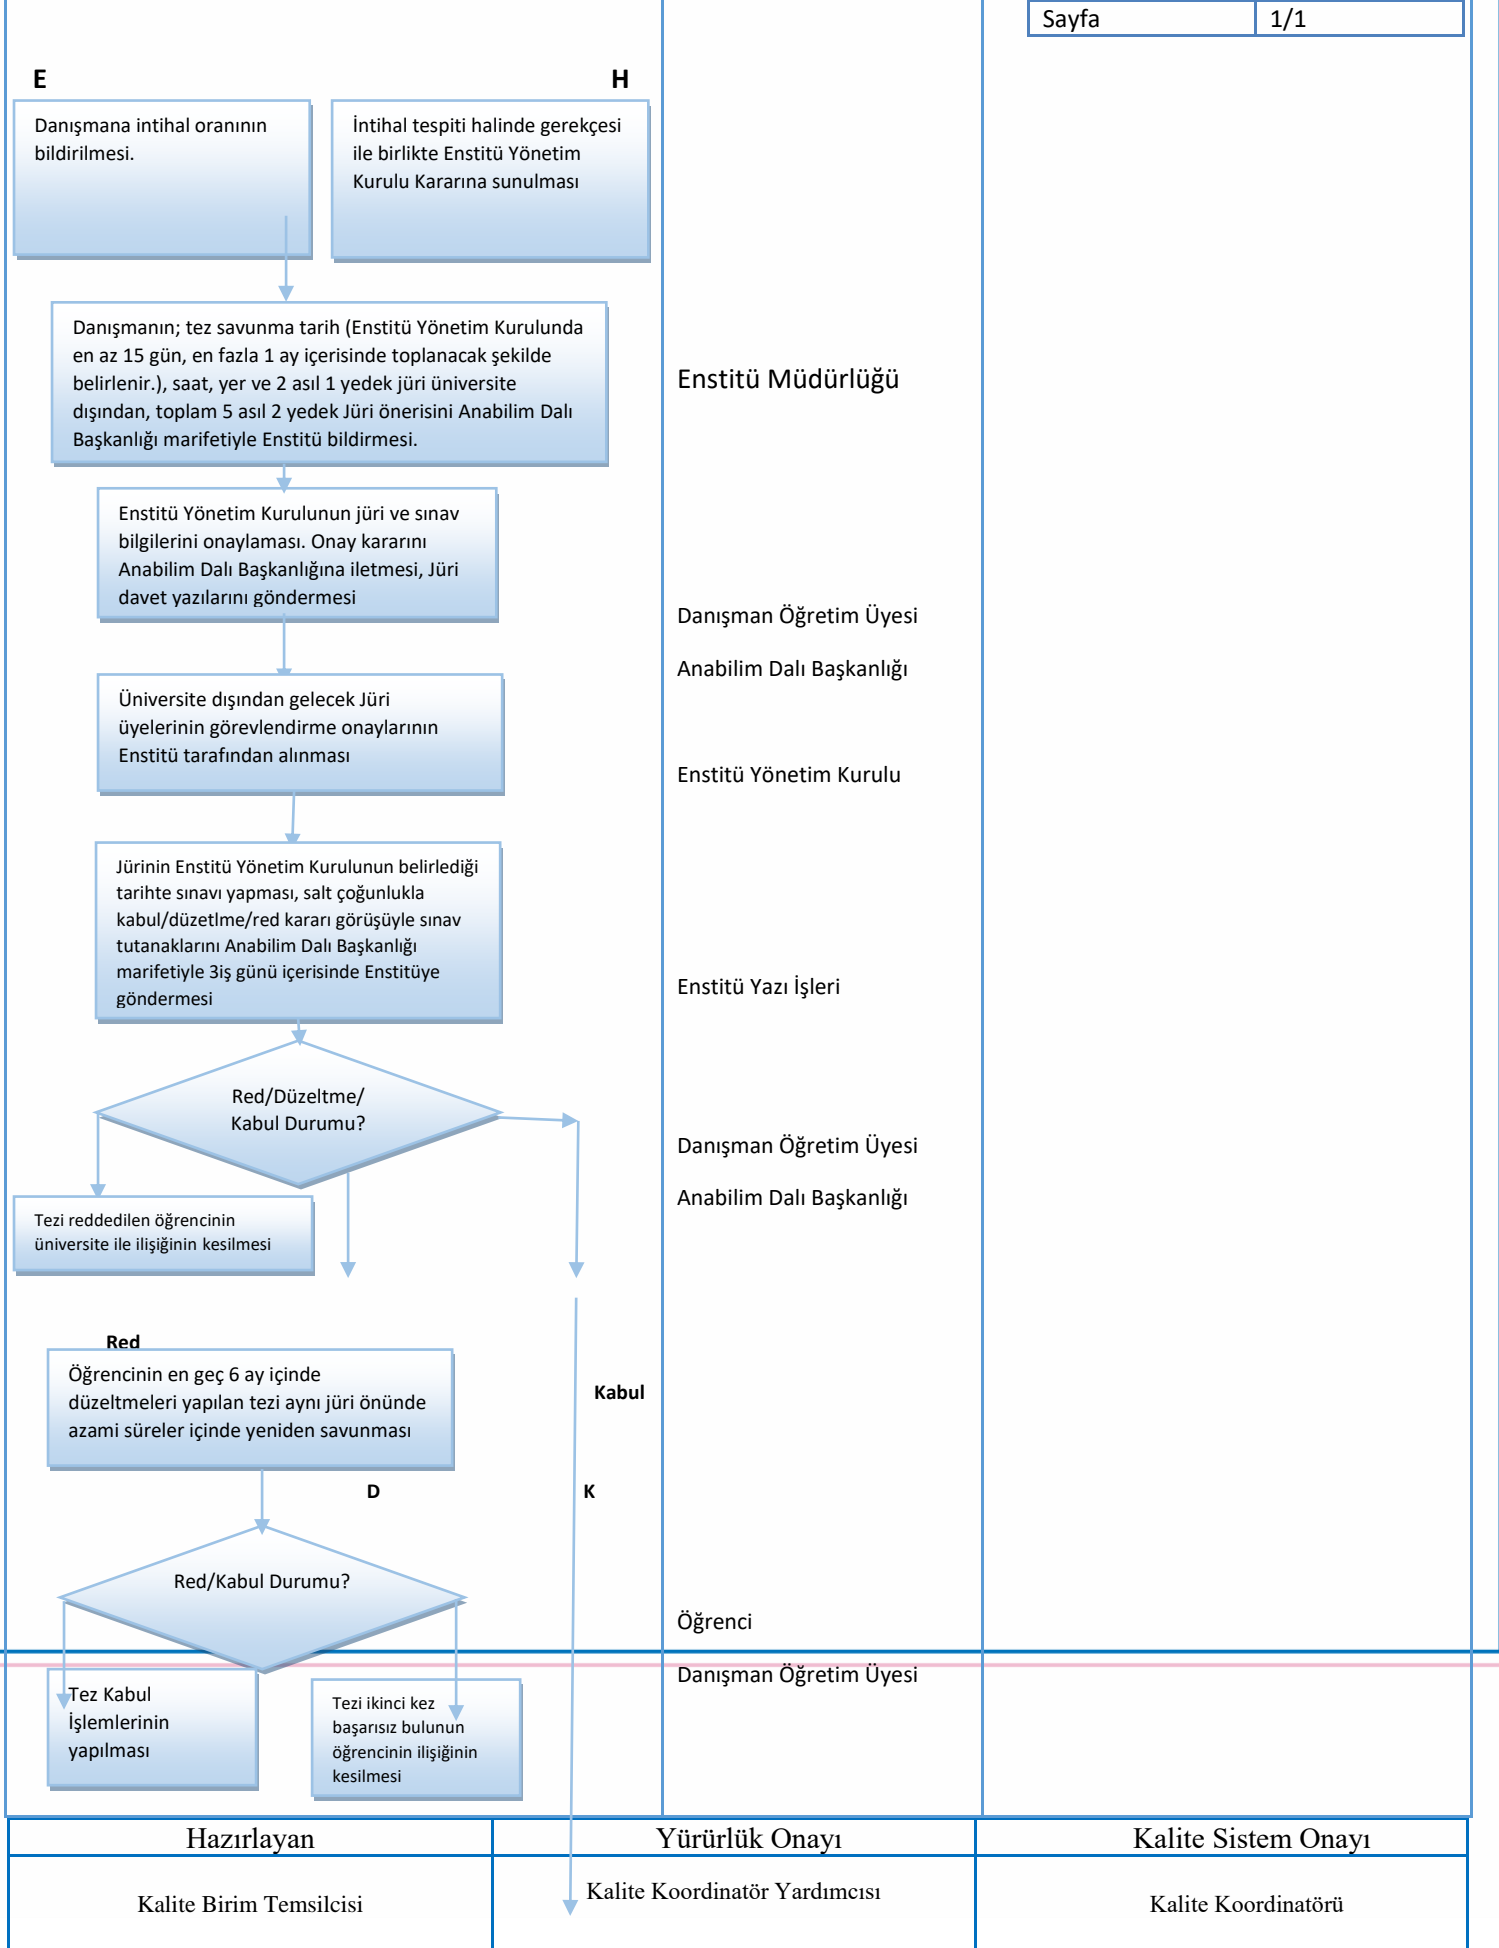 Sayfa 1/1
E H
Danışmana intihal oranının
bildirilmesi.
İntihal tespiti halinde gerekçesi
ile birlikte Enstitü Yönetim
Kurulu Kararına sunulması
Danışmanın; tez savunma tarih (Enstitü Yönetim Kurulunda
en az 15 gün, en fazla 1 ay içerisinde toplanacak şekilde
belirlenir.), saat, yer ve 2 asıl 1 yedek jüri üniversite
dışından, toplam 5 asıl 2 yedek Jüri önerisini Anabilim Dalı
Başkanlığı marifetiyle Enstitü bildirmesi.
Enstitü Müdürlüğü
Enstitü Yönetim Kurulunun jüri ve sınav
bilgilerini onaylaması. Onay kararını
Anabilim Dalı Başkanlığına iletmesi, Jüri
davet yazılarını göndermesi
Danışman Öğretim Üyesi
Anabilim Dalı Başkanlığı
Üniversite dışından gelecek Jüri
üyelerinin görevlendirme onaylarının
Enstitü tarafından alınması
Enstitü Yönetim Kurulu
Jürinin Enstitü Yönetim Kurulunun belirlediği
tarihte sınavı yapması, salt çoğunlukla
kabul/düzetlme/red kararı görüşüyle sınav
tutanaklarını Anabilim Dalı Başkanlığı
marifetiyle 3iş günü içerisinde Enstitüye
göndermesi
Enstitü Yazı İşleri
Red/Düzeltme/
Kabul Durumu?
Danışman Öğretim Üyesi
Anabilim Dalı Başkanlığı
Tezi reddedilen öğrencinin
üniversite ile ilişiğinin kesilmesi
Red
Öğrencinin en geç 6 ay içinde
düzeltmeleri yapılan tezi aynı jüri önünde
azami süreler içinde yeniden savunması
Kabul
D K
Red/Kabul Durumu?
Öğrenci
Danışman Öğretim Üyesi
Tez Kabul
İşlemlerinin
yapılması
Tezi ikinci kez
başarısız bulunun
öğrencinin ilişiğinin
kesilmesi
Hazırlayan Yürürlük Onayı Kalite Sistem Onayı
Kalite Birim Temsilcisi Kalite Koordinatör Yardımcısı Kalite Koordinatörü